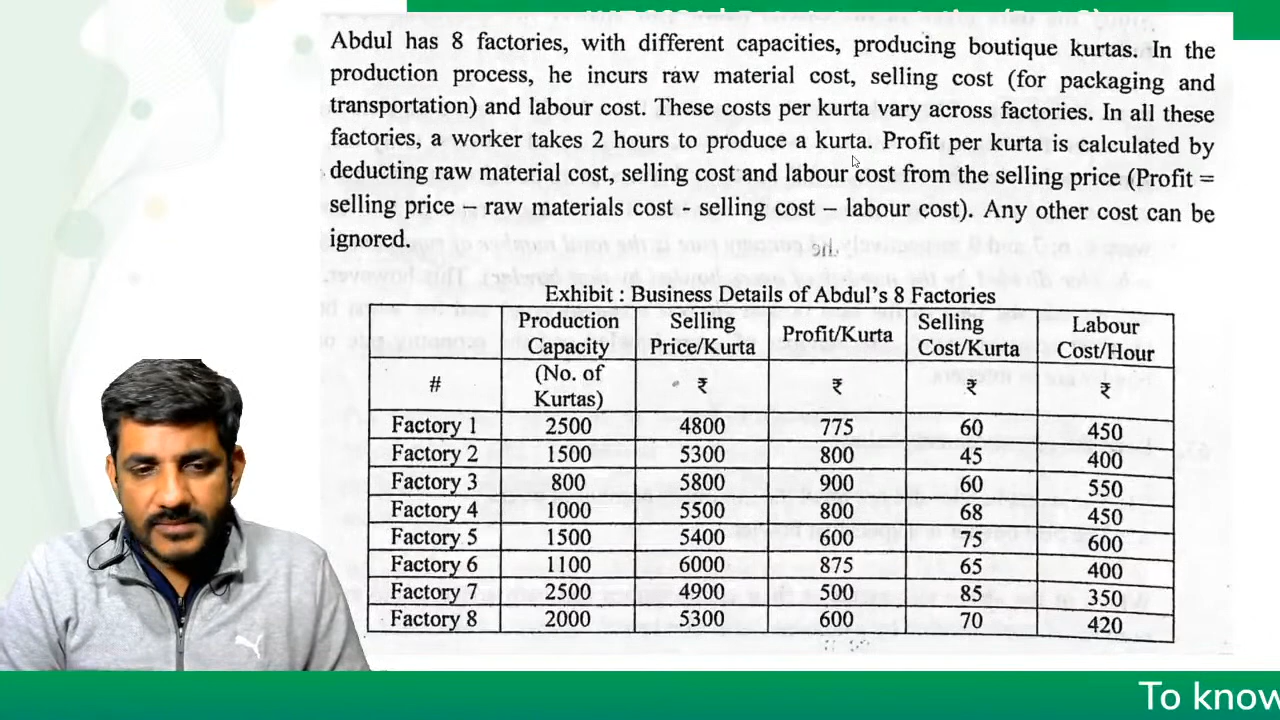 Abdul has 8 factories, with different capacities, producing boutique kurtas. In the
production process, he incurs raw material cost, selling cost (for packaging and
transportation) and labour cost. These costs per kurta vary across factories. In all these
factories, a worker takes 2 hours to produce a kurta. Profit per kurta is calculated by
deducting raw material cost, selling cost and labour cost from the selling price (Profit =
selling price – raw materials cost - selling cost – labour cost). Any other cost can be
ignored.
Exhibit : Business Details of Abdul's 8 Factories
Production Capacity Selling Price/Kurta Profit/Kurta Selling Cost/Kurta Labour Cost/Hour
# (No. of Kurtas) ₹ ₹ ₹ ₹
Factory 1 2500 4800 775 60 450
Factory 2 1500 5300 800 45 400
Factory 3 800 5800 900 60 550
Factory 4 1000 5500 800 68 450
Factory 5 1500 5400 600 75 600
Factory 6 1100 6000 875 65 400
Factory 7 2500 4900 500 85 350
Factory 8 2000 5300 600 70 420
To know